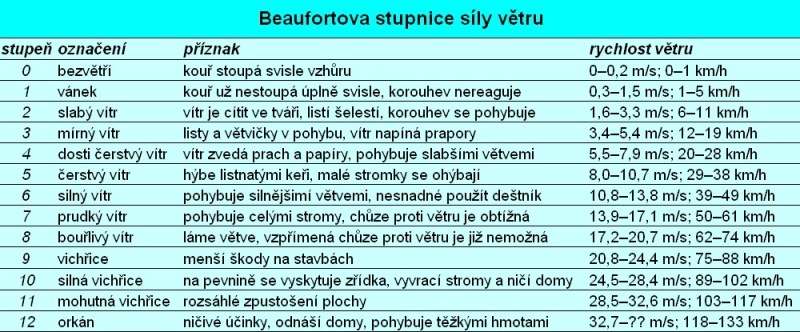 Beaufortova stupnice síly větru
stupeň označení příznak rychlost větru
0 bezvětří kouř stoupá svisle vzhůru 0–0,2 m/s; 0–1 km/h
1 vánek kouř už nestoupá úplně svisle, korouhev nereaguje 0,3–1,5 m/s; 1–5 km/h
2 slabý vítr vítr je cítit ve tváři, listí šelestí, korouhev se pohybuje 1,6–3,3 m/s; 6–11 km/h
3 mírný vítr listy a větvičky v pohybu, vítr napíná prapory 3,4–5,4 m/s; 12–19 km/h
4 dosti čerstvý vítr vítr zvedá prach a papíry, pohybuje slabšími větvemi 5,5–7,9 m/s; 20–28 km/h
5 čerstvý vítr hýbe listnatými keři, malé stromky se ohýbají 8,0–10,7 m/s; 29–38 km/h
6 silný vítr pohybuje silnějšimí větvemi, nesnadné použít deštník 10,8–13,8 m/s; 39–49 km/h
7 prudký vítr pohybuje celými stromy, chůze proti větru je obtížná 13,9–17,1 m/s; 50–61 km/h
8 bouřlivý vítr láme větve, vzpřímená chůze proti větru je již nemožná 17,2–20,7 m/s; 62–74 km/h
9 vichřice menší škody na stavbách 20,8–24,4 m/s; 75–88 km/h
10 silná vichřice na pevnině se vyskytuje zřídka, vyvrací stromy a ničí domy 24,5–28,4 m/s; 89–102 km/h
11 mohutná vichřice rozsáhlé zpustošení plochy 28,5–32,6 m/s; 103–117 km/h
12 orkán ničivé účinky, odnáší domy, pohybuje těžkými hmotami 32,7–?? m/s; 118–133 km/h